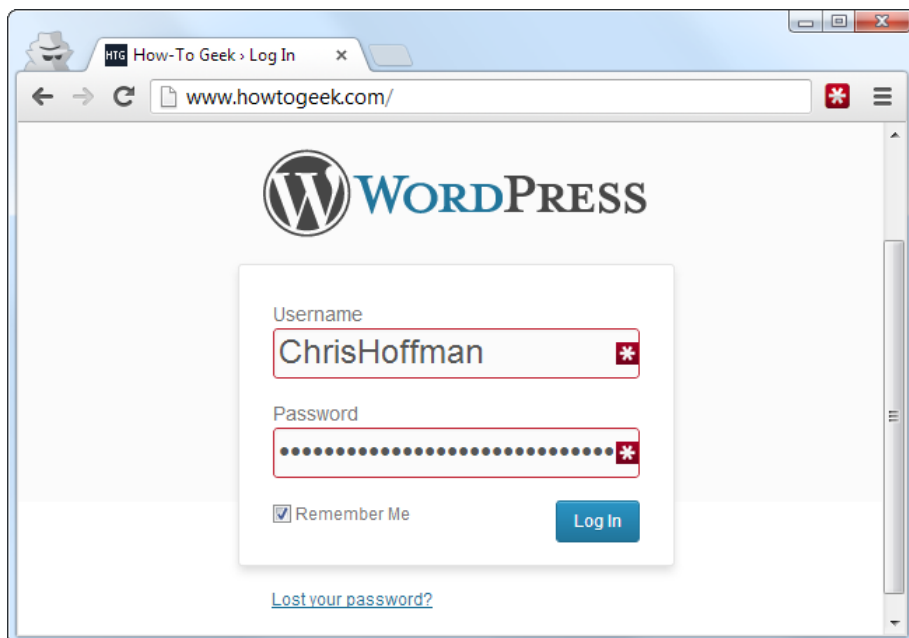 HTG How-To Geek › Log In
www.howtogeek.com/
WORDPRESS
Username
ChrisHoffman
Password
••••••••••••••••••••••••••••••
Remember Me
Log In
Lost your password?